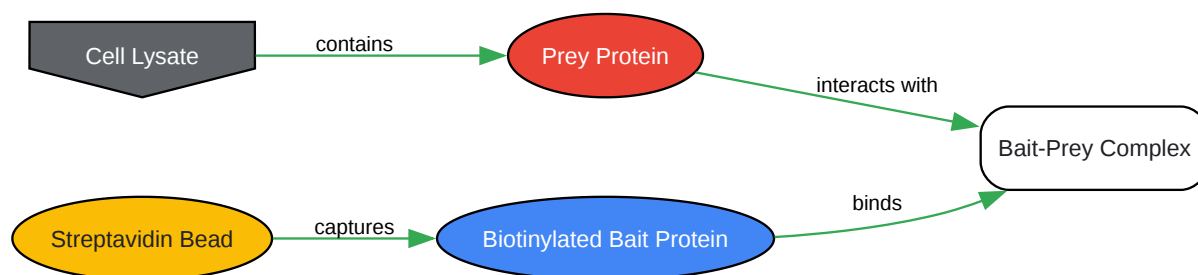 Cell Lysate
contains
Prey Protein
interacts with
Bait-Prey Complex
Streptavidin Bead
captures
Biotinylated Bait Protein
binds